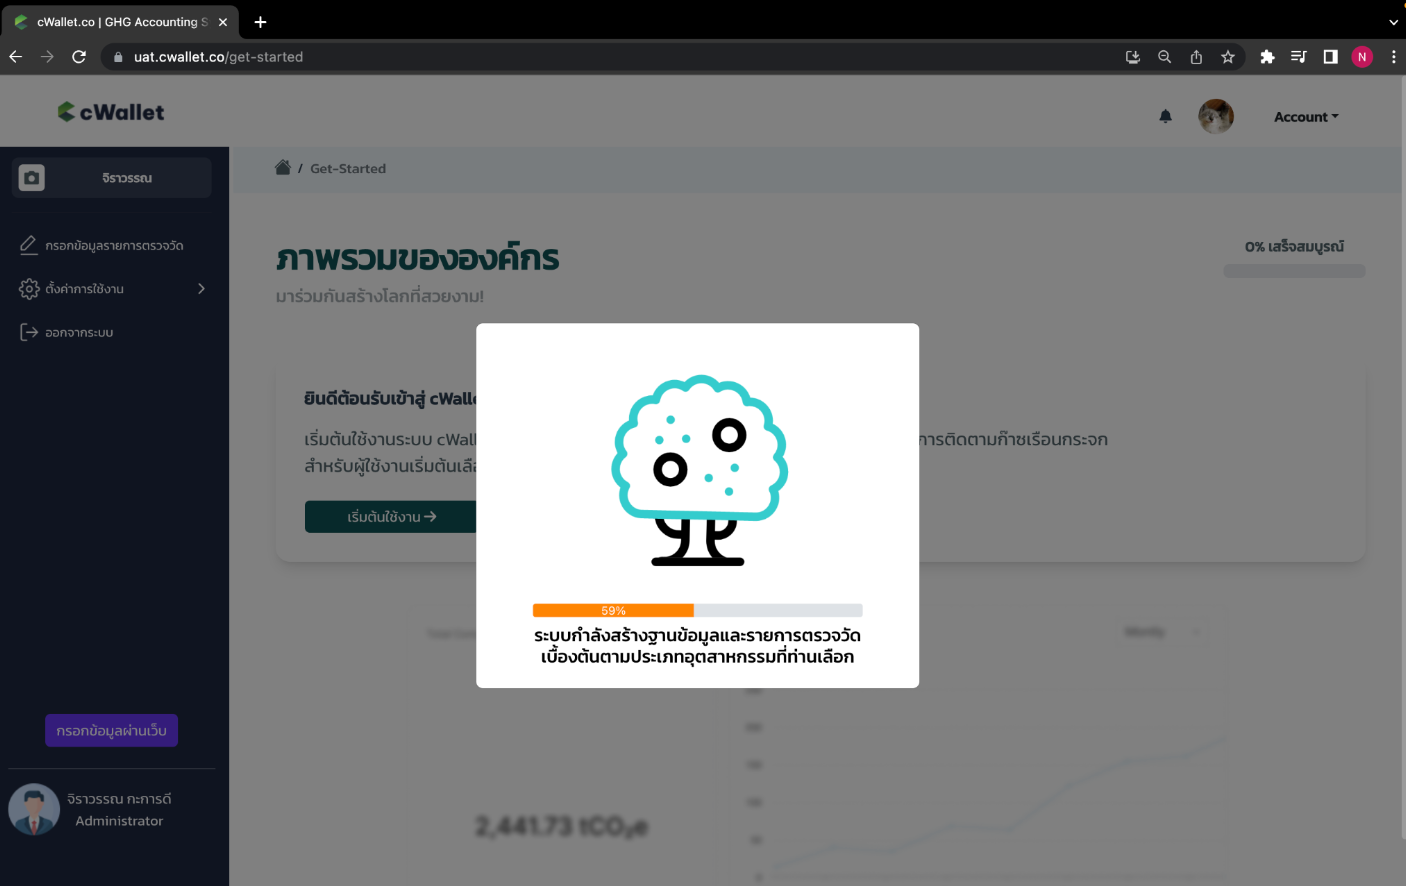 cWallet.co | GHG Accounting S
uat.cwallet.co/get-started
N
cWallet
Account
จิราวรรณ
/ Get-Started
กรอกข้อมูลรายการตรวจวัด
ตั้งค่าการใช้งาน
ออกจากระบบ
ภาพรวมขององค์กร
0% เสร็จสมบูรณ์
มาร่วมกันสร้างโลกที่สวยงาม!
ยินดีต้อนรับเข้าสู่ cWalle
เริ่มต้นใช้งานระบบ cWall
การติดตามก๊าซเรือนกระจก
สำหรับผู้ใช้งานเริ่มต้นเลือ
เริ่มต้นใช้งาน
59%
ระบบกำลังสร้างฐานข้อมูลและรายการตรวจวัด
เบื้องต้นตามประเภทอุตสาหกรรมที่ท่านเลือก
2,441.73 tCO₂e
กรอกข้อมูลผ่านเว็บ
จิราวรรณ กะการดี
Administrator